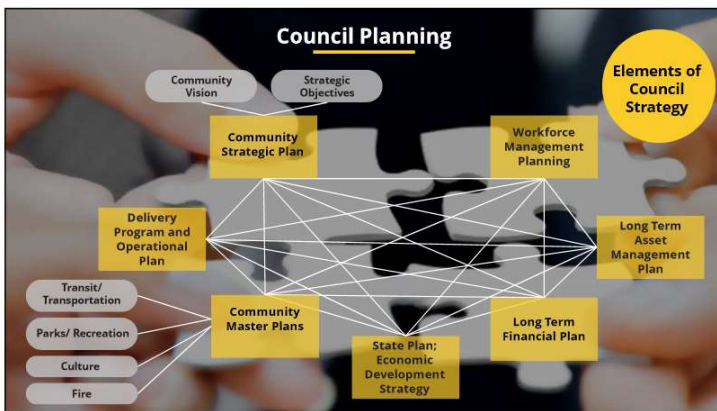 Council Planning
Elements of
Council
Strategy
Community
Vision
Strategic
Objectives
Community
Strategic Plan
Workforce
Management
Planning
Delivery
Program and
Operational
Plan
Long Term
Asset
Management
Plan
Transit/
Transportation
Parks/ Recreation
Culture
Fire
Community
Master Plans
State Plan;
Economic
Development
Strategy
Long Term
Financial Plan